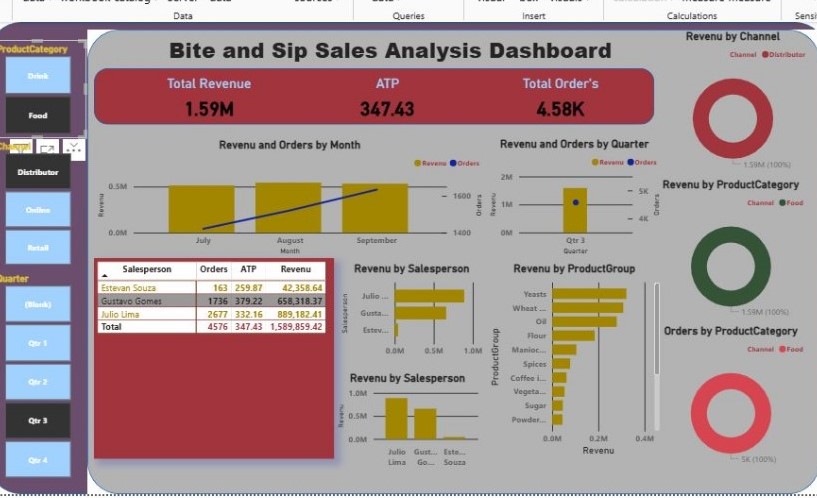 Data
Queries
Insert
Calculations
Sensi
ProductCategory
Drink
Food
Channel
Distributor
Online
Retail
Quarter
(Blank)
Qtr 1
Qtr 2
Qtr 3
Qtr 4
Bite and Sip Sales Analysis Dashboard
Total Revenue
1.59M
ATP
347.43
Total Order's
4.58K
Revenu and Orders by Month
Revenu Orders
Revenu
0.5M
0.0M
1600
1400
Orders
July August September
Month
Revenu and Orders by Quarter
Revenu Orders
Revenu
2M
1M
0M
5K
4K
Orders
Qtr 3
Quarter
Salesperson Orders ATP Revenu
Estevan Souza 163 259.87 42,358.64
Gustavo Gomes 1736 379.22 658,318.37
Julio Lima 2677 332.16 889,182.41
Total 4576 347.43 1,589,859.42
Revenu by Salesperson
Salesperson
Julio ...
Gusta...
Estev...
0.0M 0.5M 1.0M
Revenu by Salesperson
Revenu
1.0M
0.5M
0.0M
Julio Gust... Este...
Lima Go... Souza
Revenu by ProductGroup
ProductGroup
Yeasts
Wheat ...
Oil
Flour
Manioc...
Spices
Coffee i...
Vegeta...
Sugar
Powder...
0.0M 0.2M 0.4M
Revenu
Revenu by Channel
Channel Distributor
1.59M (100%)
Revenu by ProductCategory
Channel Food
1.59M (100%)
Orders by ProductCategory
Channel Food
5K (100%)